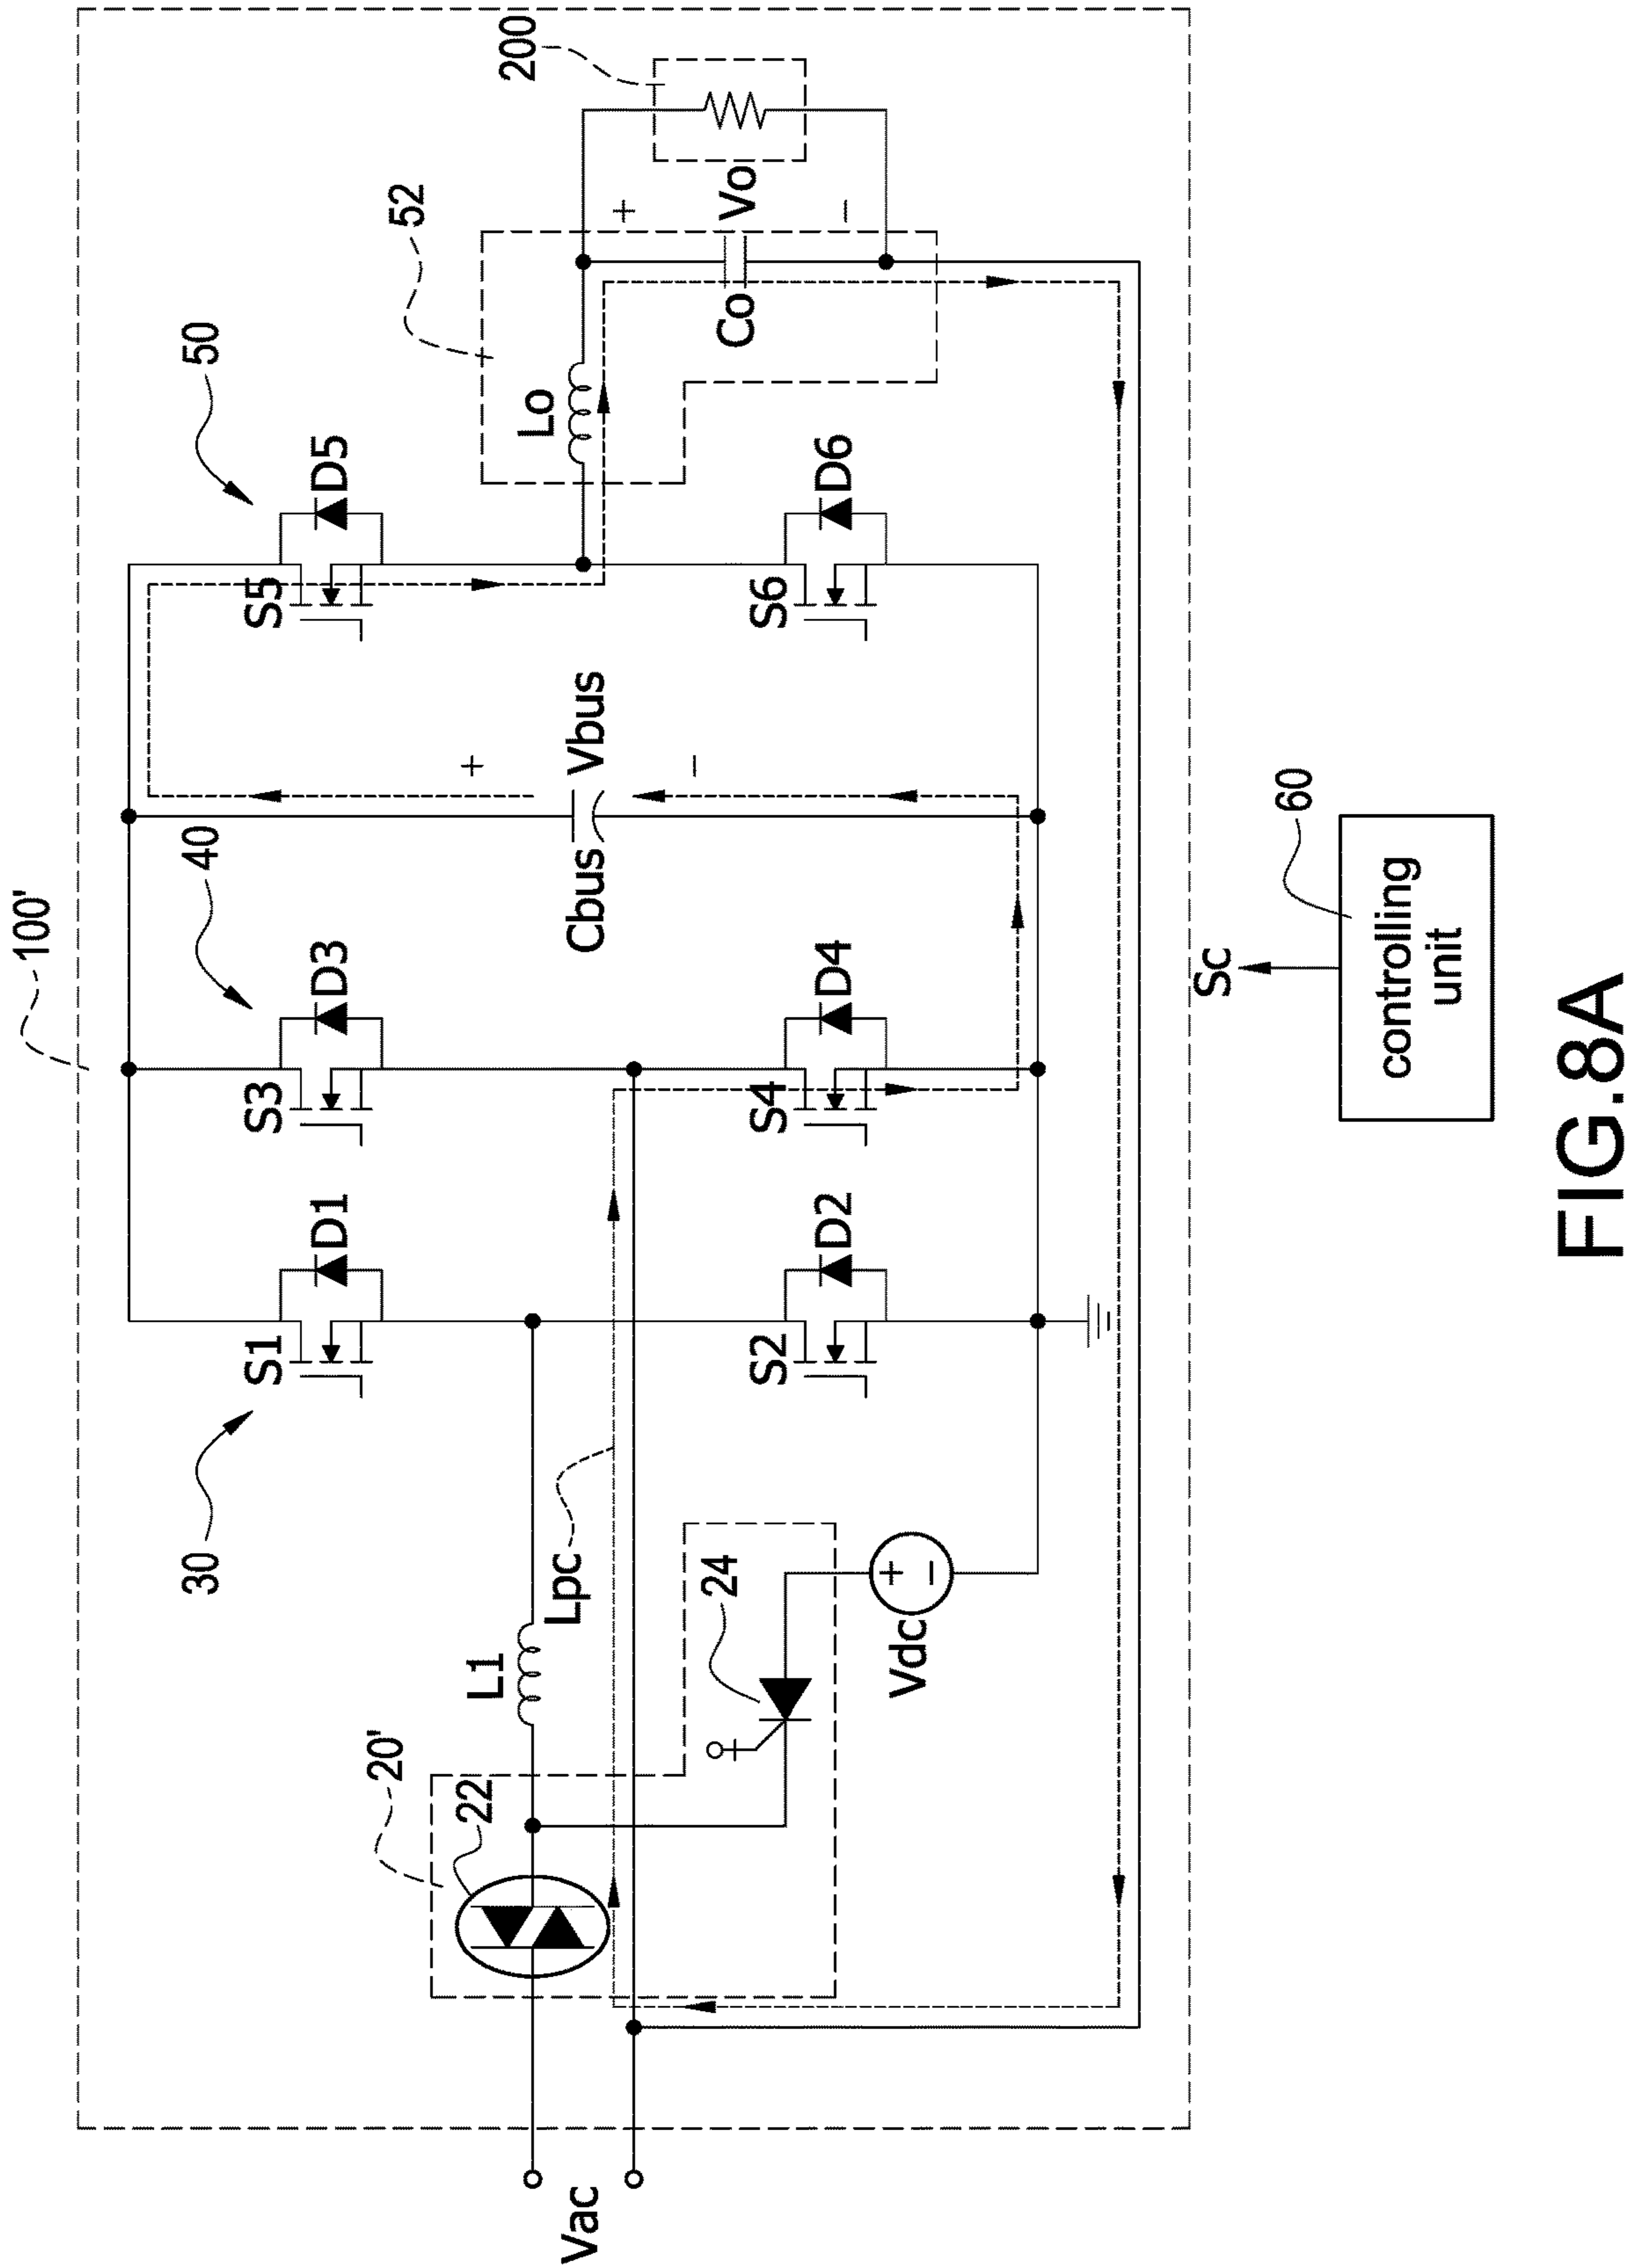 100'
200
52
50
40
30
S5
D5
Lo
+
Vo
−
Co
S6
D6
+
Vbus
−
Cbus
S3
D3
S4
D4
S1
D1
S2
D2
L1
Lpc
20'
22
24
+
−
Vdc
Vac
Sc
60
controlling
unit
FIG.8A